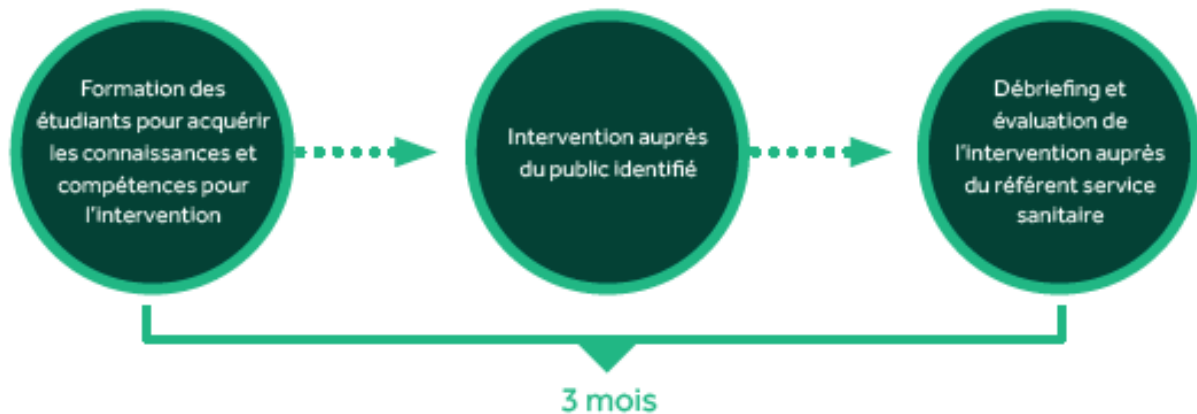 Formation des
étudiants pour acquérir
les connaissances et
compétences pour
l'intervention
Intervention auprès
du public identifié
Débriefing et
évaluation de
l'intervention auprès
du référent service
sanitaire
3 mois